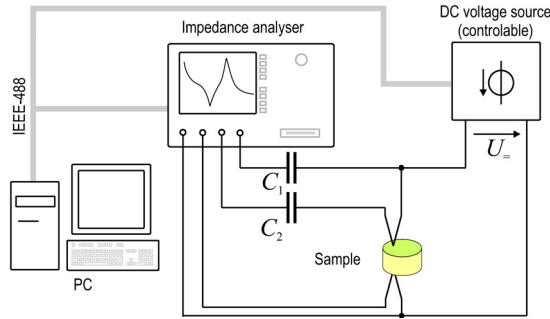 Impedance analyser
DC voltage source
(controlable)
IEEE-488
U=
C1
C2
Sample
PC